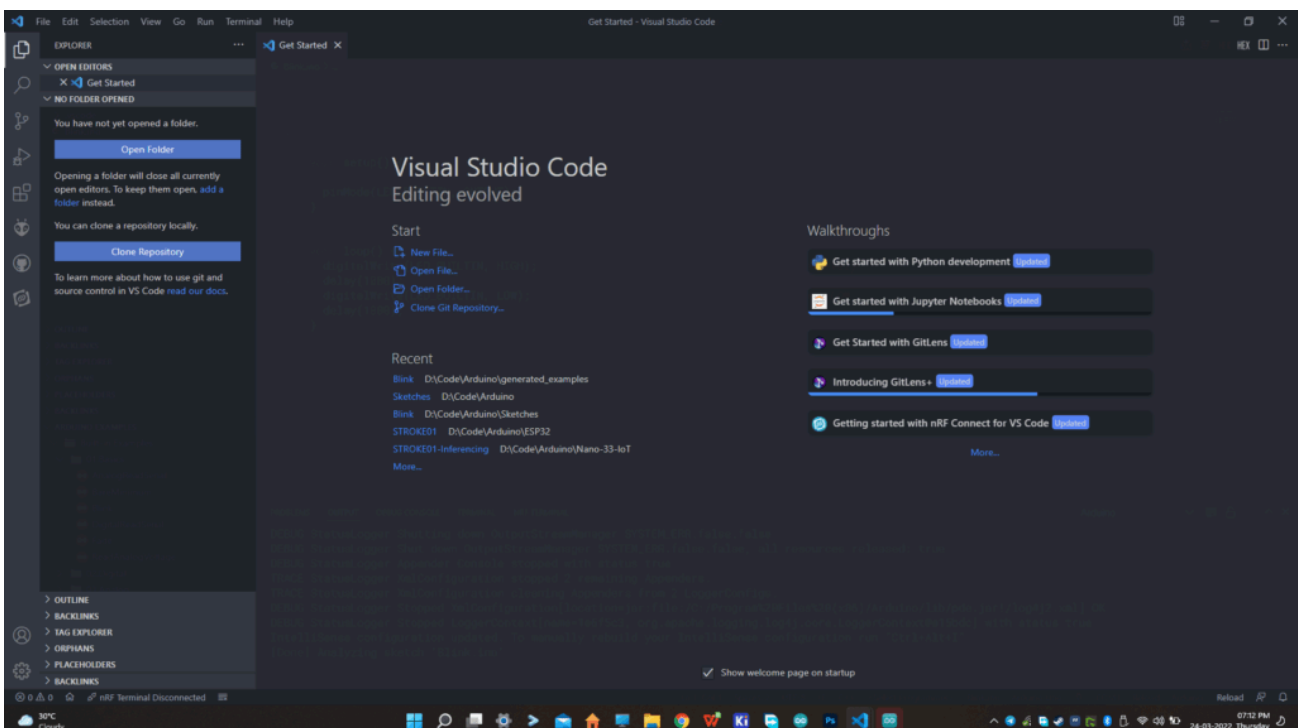 File Edit Selection View Go Run Terminal Help
Get Started - Visual Studio Code
EXPLORER
Get Started
HEX
OPEN EDITORS
Get Started
NO FOLDER OPENED
You have not yet opened a folder.
Open Folder
Opening a folder will close all currently
open editors. To keep them open, add a
folder instead.
You can clone a repository locally.
Clone Repository
To learn more about how to use git and
source control in VS Code read our docs.
OUTLINE
BACKLINKS
TAG EXPLORER
ORPHANS
PLACEHOLDERS
BACKLINKS
Visual Studio Code
Editing evolved
Start
New File...
Open File...
Open Folder...
Clone Git Repository...
Recent
Blink D:\Code\Arduino\generated_examples
Sketches D:\Code\Arduino
Blink D:\Code\Arduino\Sketches
STROKE01 D:\Code\Arduino\ESP32
STROKE01-Inferencing D:\Code\Arduino\Nano-33-IoT
More...
Walkthroughs
Get started with Python development Updated
Get started with Jupyter Notebooks Updated
Get Started with GitLens Updated
Introducing GitLens+ Updated
Getting started with nRF Connect for VS Code Updated
More...
Show welcome page on startup
0 0 nRF Terminal Disconnected
Reload
30°C
Cloudy
07:12 PM
24-03-2022 Thursday